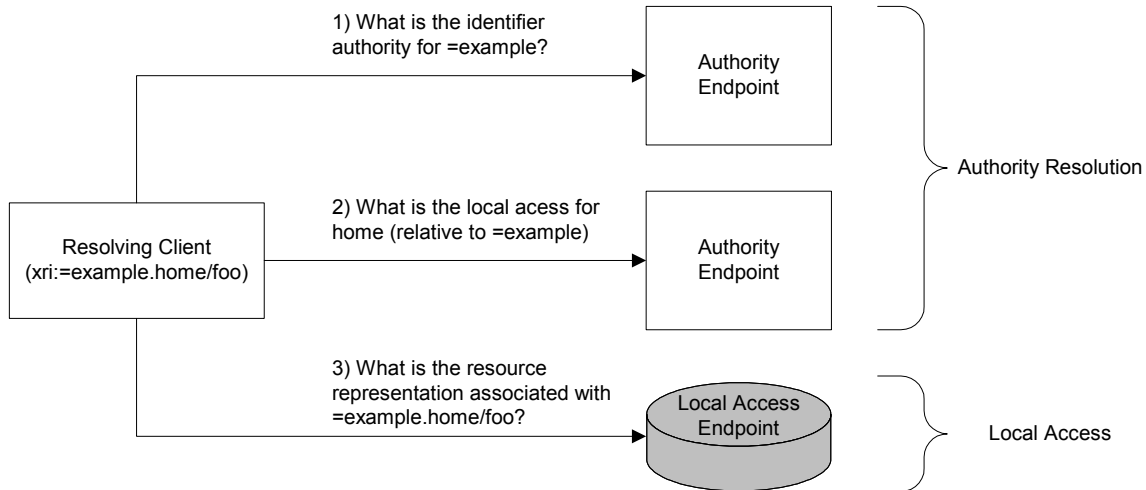 1) What is the identifier
authority for =example?
Authority
Endpoint
Authority Resolution
2) What is the local acess for
home (relative to =example)
Resolving Client
(xri:=example.home/foo)
Authority
Endpoint
3) What is the resource
representation associated with
=example.home/foo?
Local Access
Endpoint
Local Access